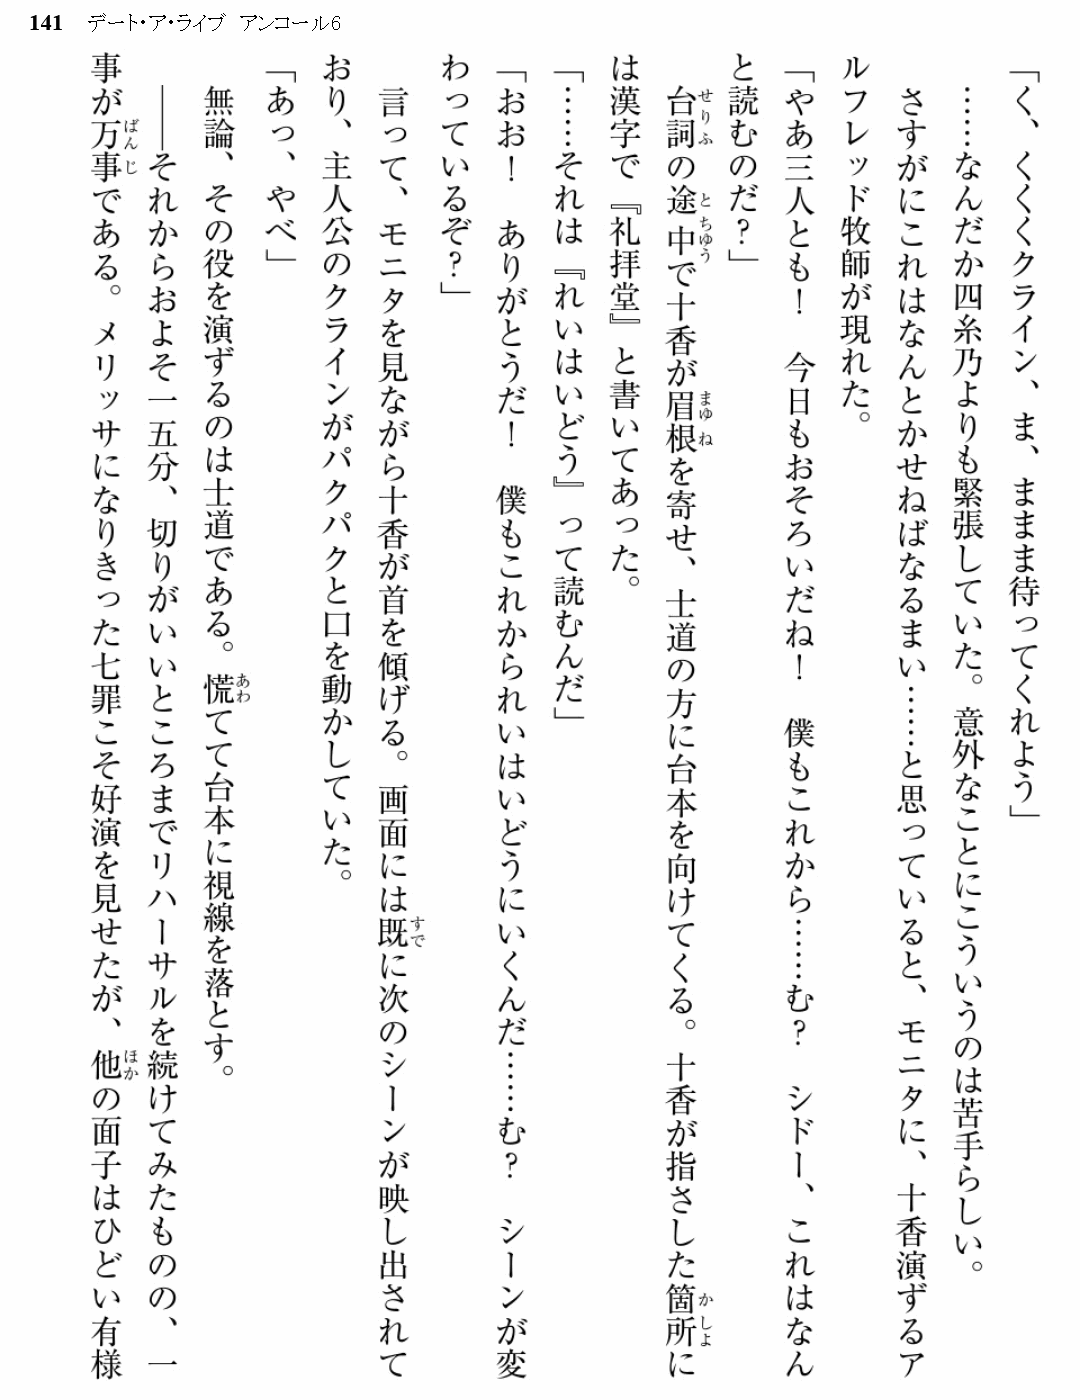 141 デート・ア・ライブ アンコール6
「く、くくくクライン、ま、ままま待ってくれよう」
……なんだか四糸乃よりも緊張していた。意外なことにこういうのは苦手らしい。
さすがにこれはなんとかせねばなるまい……と思っていると、モニタに、十香演ずるア
ルフレッド牧師が現れた。
「やあ三人とも！　今日もおそろいだね！　僕もこれから……む？　シドー、これはなん
と読むのだ？」
台詞の途中で十香が眉根を寄せ、士道の方に台本を向けてくる。十香が指さした箇所に
は漢字で『礼拝堂』と書いてあった。
「……それは『れいはいどう』って読むんだ」
「おお！　ありがとうだ！　僕もこれかられいはいどうにいくんだ……む？　シーンが変
わっているぞ？」
言って、モニタを見ながら十香が首を傾げる。画面には既に次のシーンが映し出されて
おり、主人公のクラインがパクパクと口を動かしていた。
「あっ、やべ」
無論、その役を演ずるのは士道である。慌てて台本に視線を落とす。
――それからおよそ一五分、切りがいいところまでリハーサルを続けてみたものの、一
事が万事である。メリッサになりきった七罪こそ好演を見せたが、他の面子はひどい有様